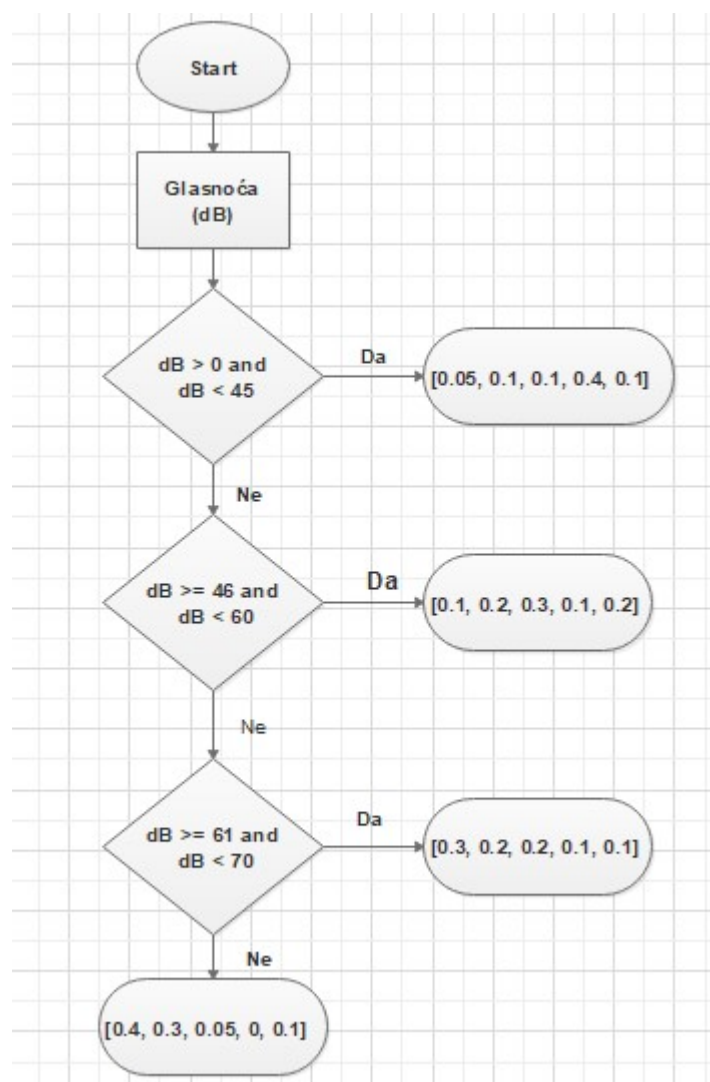 Start
Glasnoća
(dB)
dB > 0 and
dB < 45
Da
[0.05, 0.1, 0.1, 0.4, 0.1]
Ne
dB >= 46 and
dB < 60
Da
[0.1, 0.2, 0.3, 0.1, 0.2]
Ne
dB >= 61 and
dB < 70
Da
[0.3, 0.2, 0.2, 0.1, 0.1]
Ne
[0.4, 0.3, 0.05, 0, 0.1]